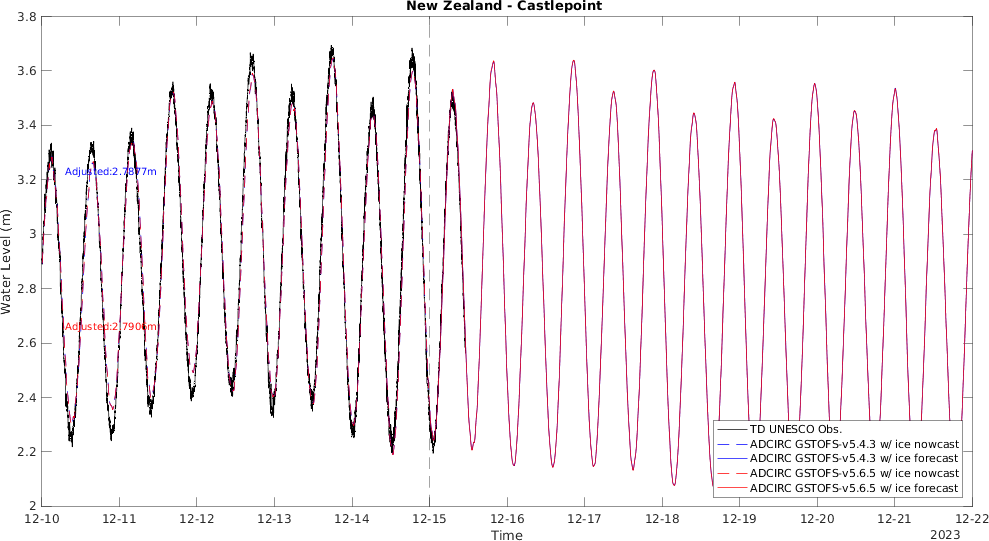 New Zealand - Castlepoint
3.8
3.6
3.4
3.2
3
2.8
2.6
2.4
2.2
2
Water Level (m)
Adjusted:2.7877m
Adjusted:2.7906m
TD UNESCO Obs.
ADCIRC GSTOFS-v5.4.3 w/ ice nowcast
ADCIRC GSTOFS-v5.4.3 w/ ice forecast
ADCIRC GSTOFS-v5.6.5 w/ ice nowcast
ADCIRC GSTOFS-v5.6.5 w/ ice forecast
12-10 12-11 12-12 12-13 12-14 12-15 12-16 12-17 12-18 12-19 12-20 12-21 12-22
Time
2023